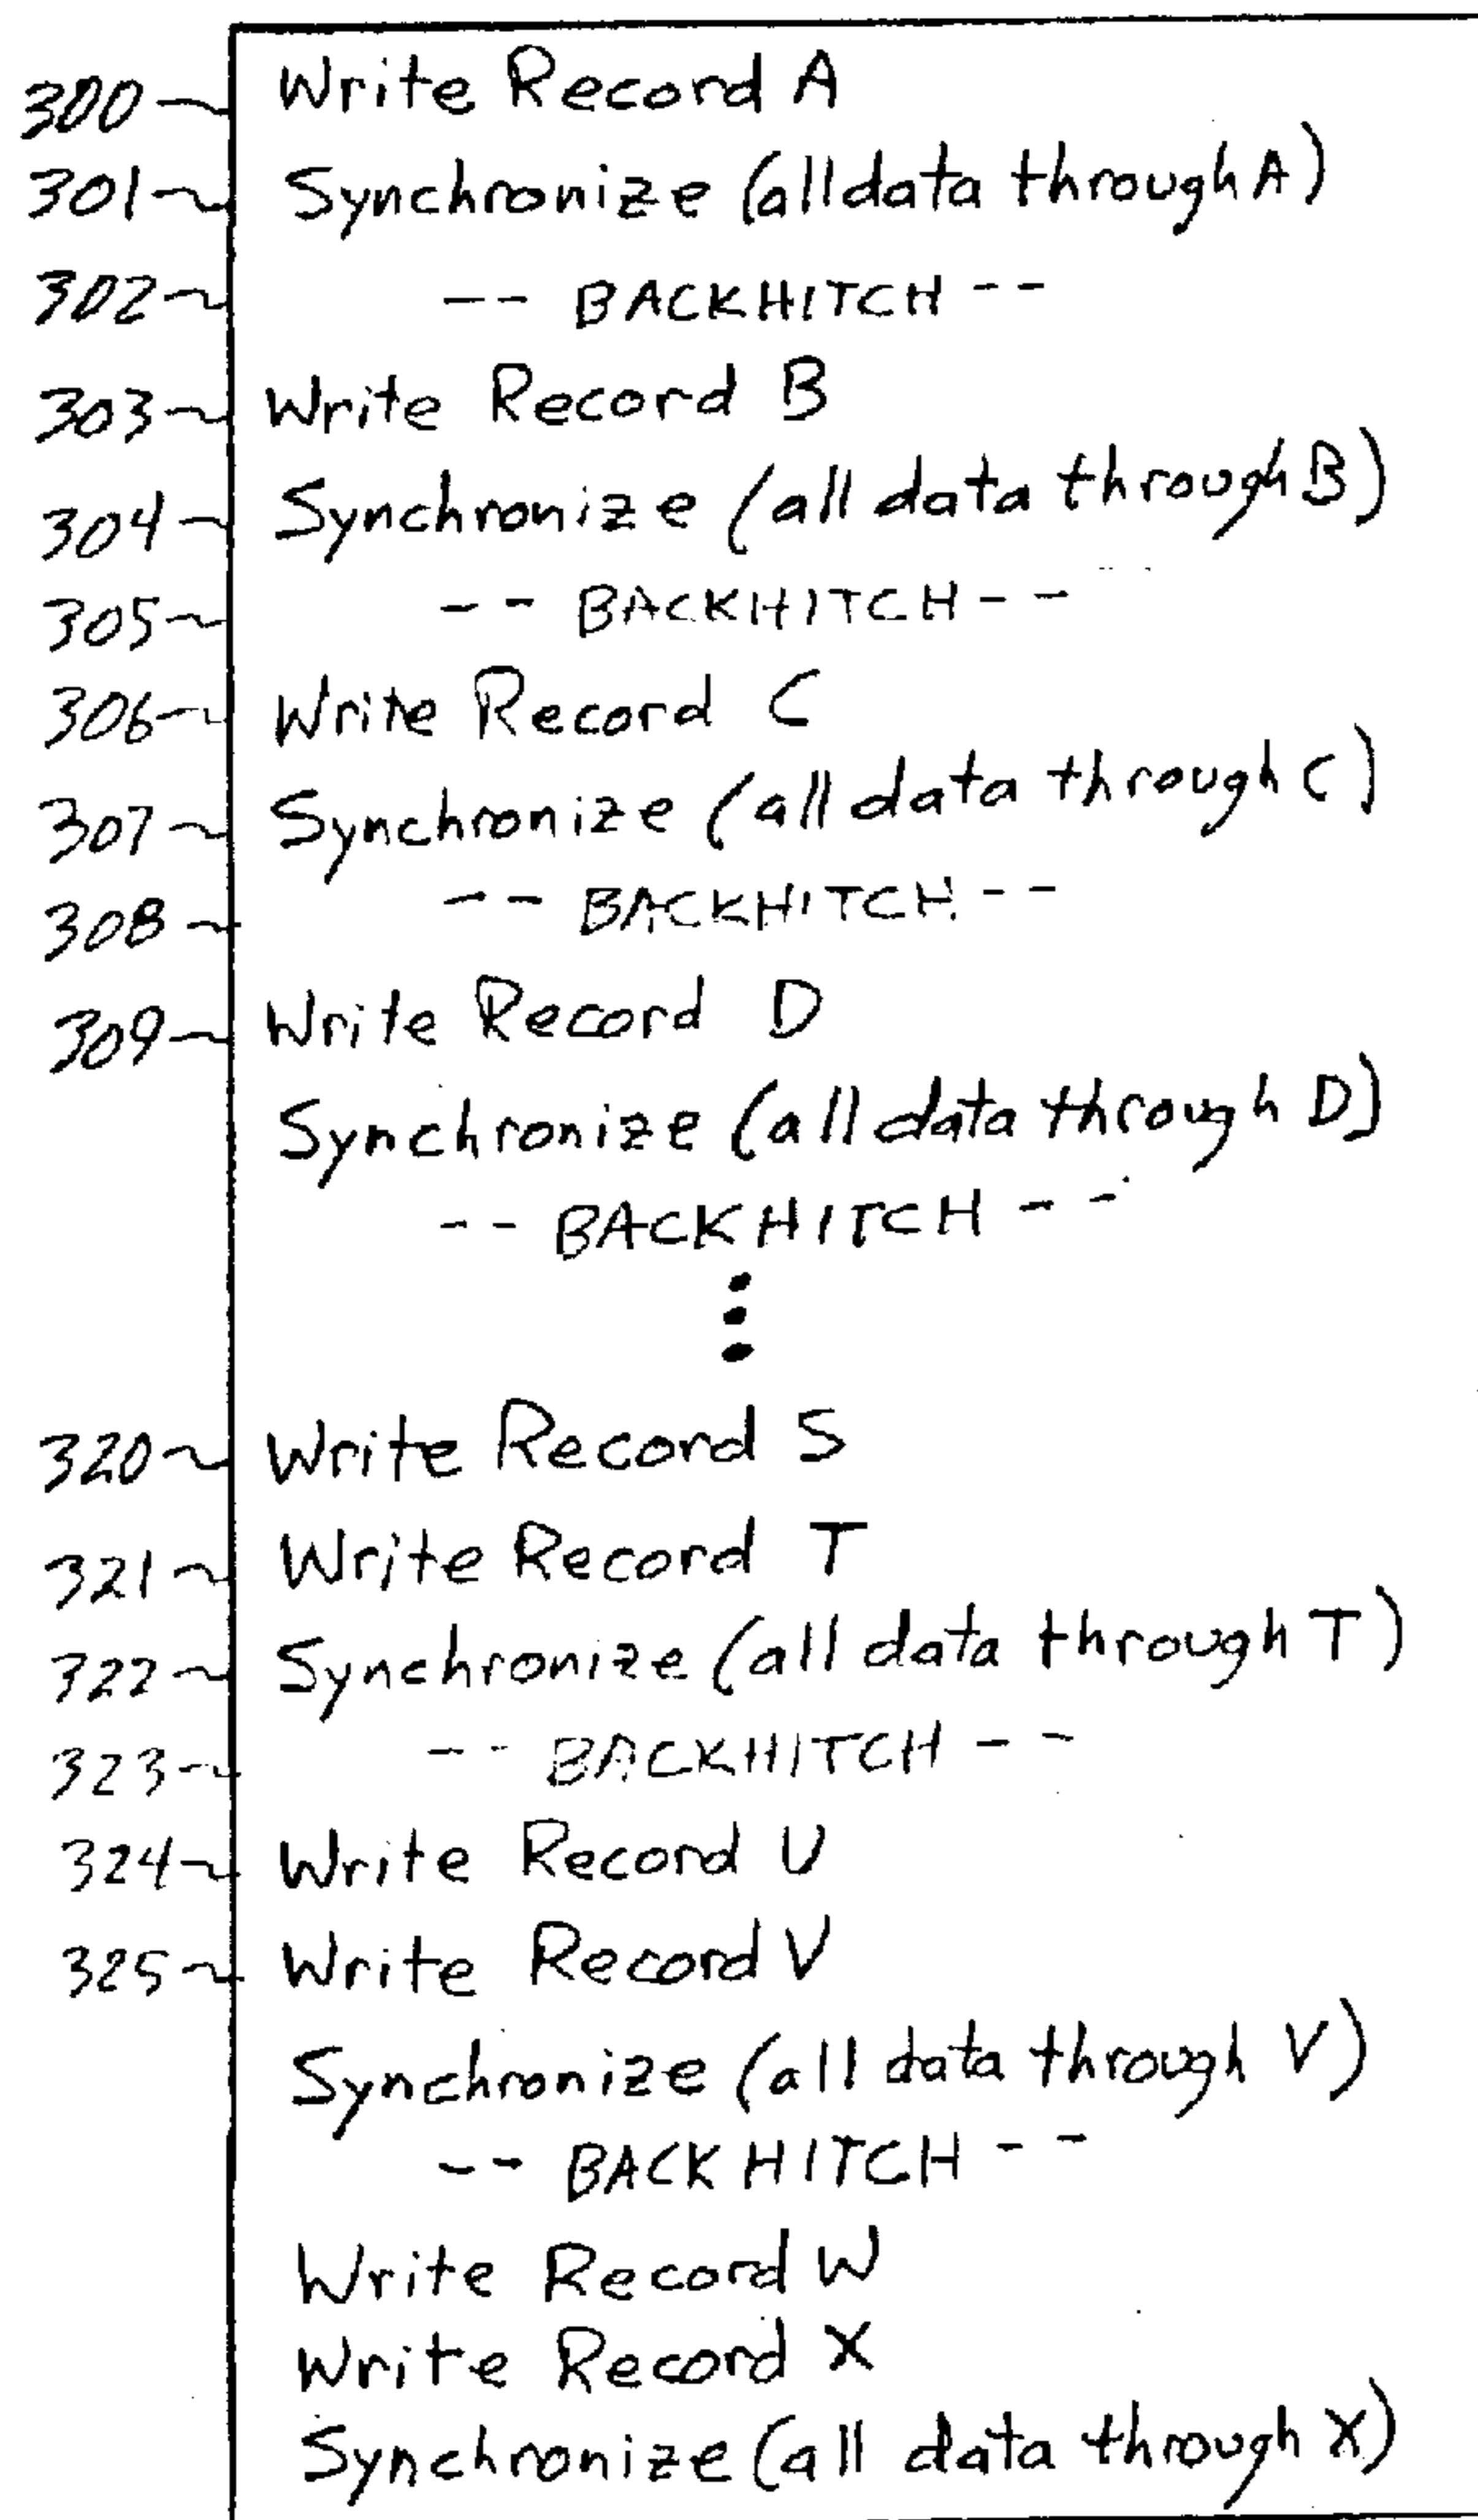 300 Write Record A
301 Synchronize (all data through A)
302 -- BACKHITCH --
303 Write Record B
304 Synchronize (all data through B)
305 -- BACKHITCH --
306 Write Record C
307 Synchronize (all data through C)
308 -- BACKHITCH --
309 Write Record D
Synchronize (all data through D)
-- BACKHITCH --
320 Write Record S
321 Write Record T
322 Synchronize (all data through T)
323 -- BACKHITCH --
324 Write Record U
325 Write Record V
Synchronize (all data through V)
-- BACKHITCH --
Write Record W
Write Record X
Synchronize (all data through X)